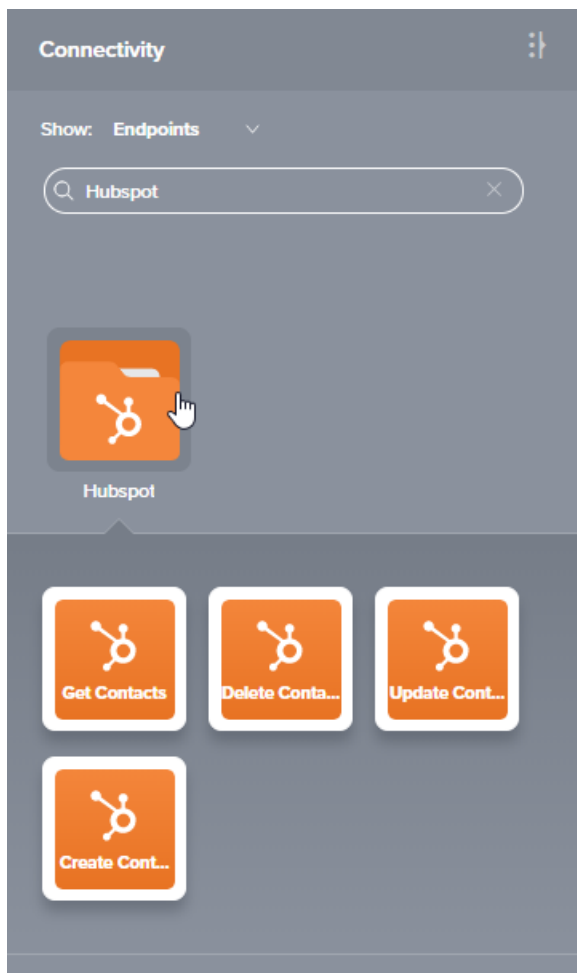 Connectivity
Show: Endpoints
Hubspot
Hubspot
Get Contacts
Delete Conta...
Update Cont...
Create Cont...